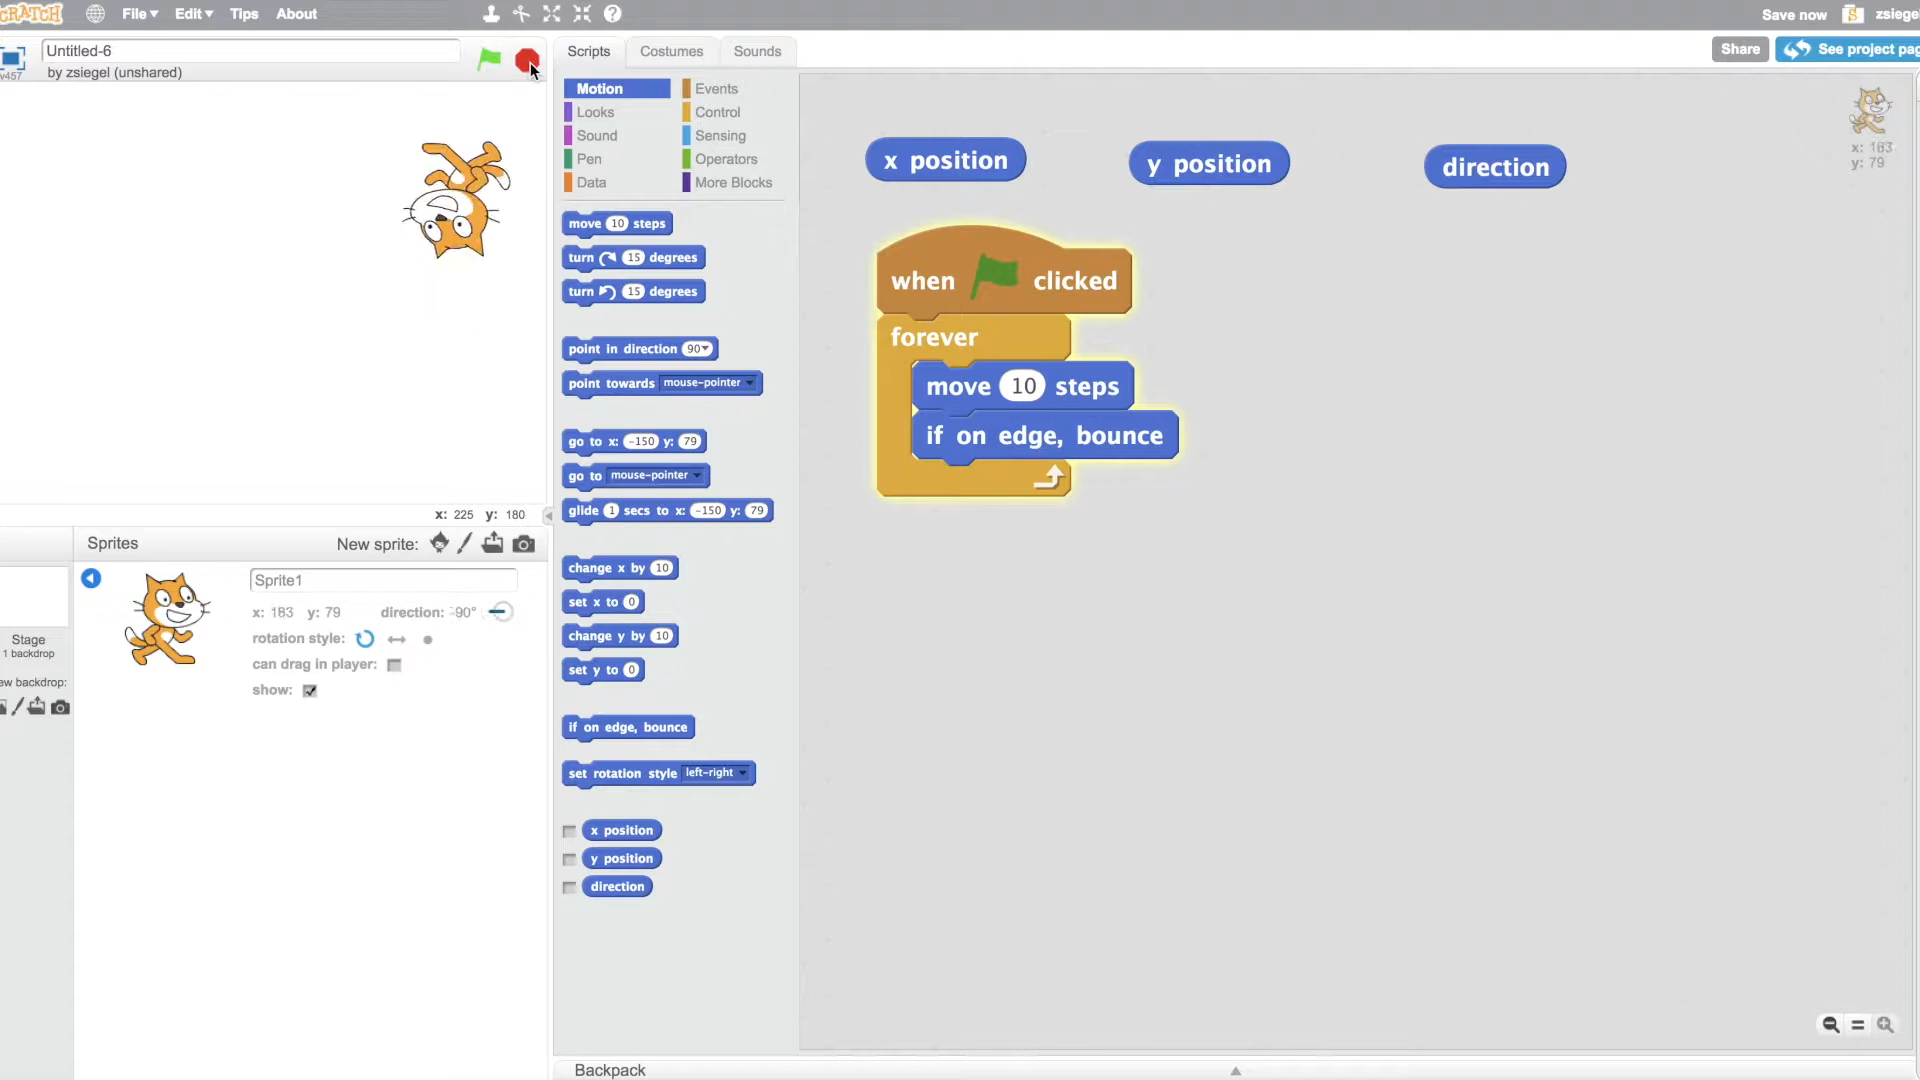 SCRATCH File Edit Tips About Save now zsiegel
v457 Untitled-6
by zsiegel (unshared)
Scripts Costumes Sounds
Share See project pag
Motion Events
Looks Control
Sound Sensing
Pen Operators
Data More Blocks
move 10 steps
turn 15 degrees
turn 15 degrees
point in direction 90
point towards mouse-pointer
go to x: -150 y: 79
go to mouse-pointer
glide 1 secs to x: -150 y: 79
change x by 10
set x to 0
change y by 10
set y to 0
if on edge, bounce
set rotation style left-right
x position
y position
direction
x position y position direction
when clicked
forever
move 10 steps
if on edge, bounce
x: 183
y: 79
x: 225 y: 180
Sprites New sprite:
Sprite1
x: 183 y: 79 direction: -90°
rotation style:
can drag in player:
show:
Stage
1 backdrop
ew backdrop:
Backpack